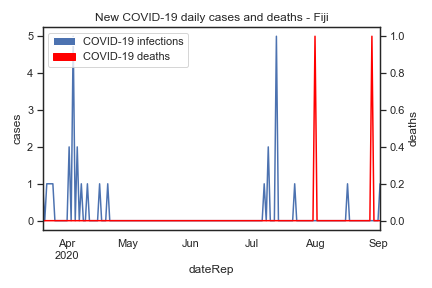 New COVID-19 daily cases and deaths - Fiji
COVID-19 infections
COVID-19 deaths
5
4
3
2
1
0
cases
1.0
0.8
0.6
0.4
0.2
0.0
deaths
Apr May Jun Jul Aug Sep
2020
dateRep